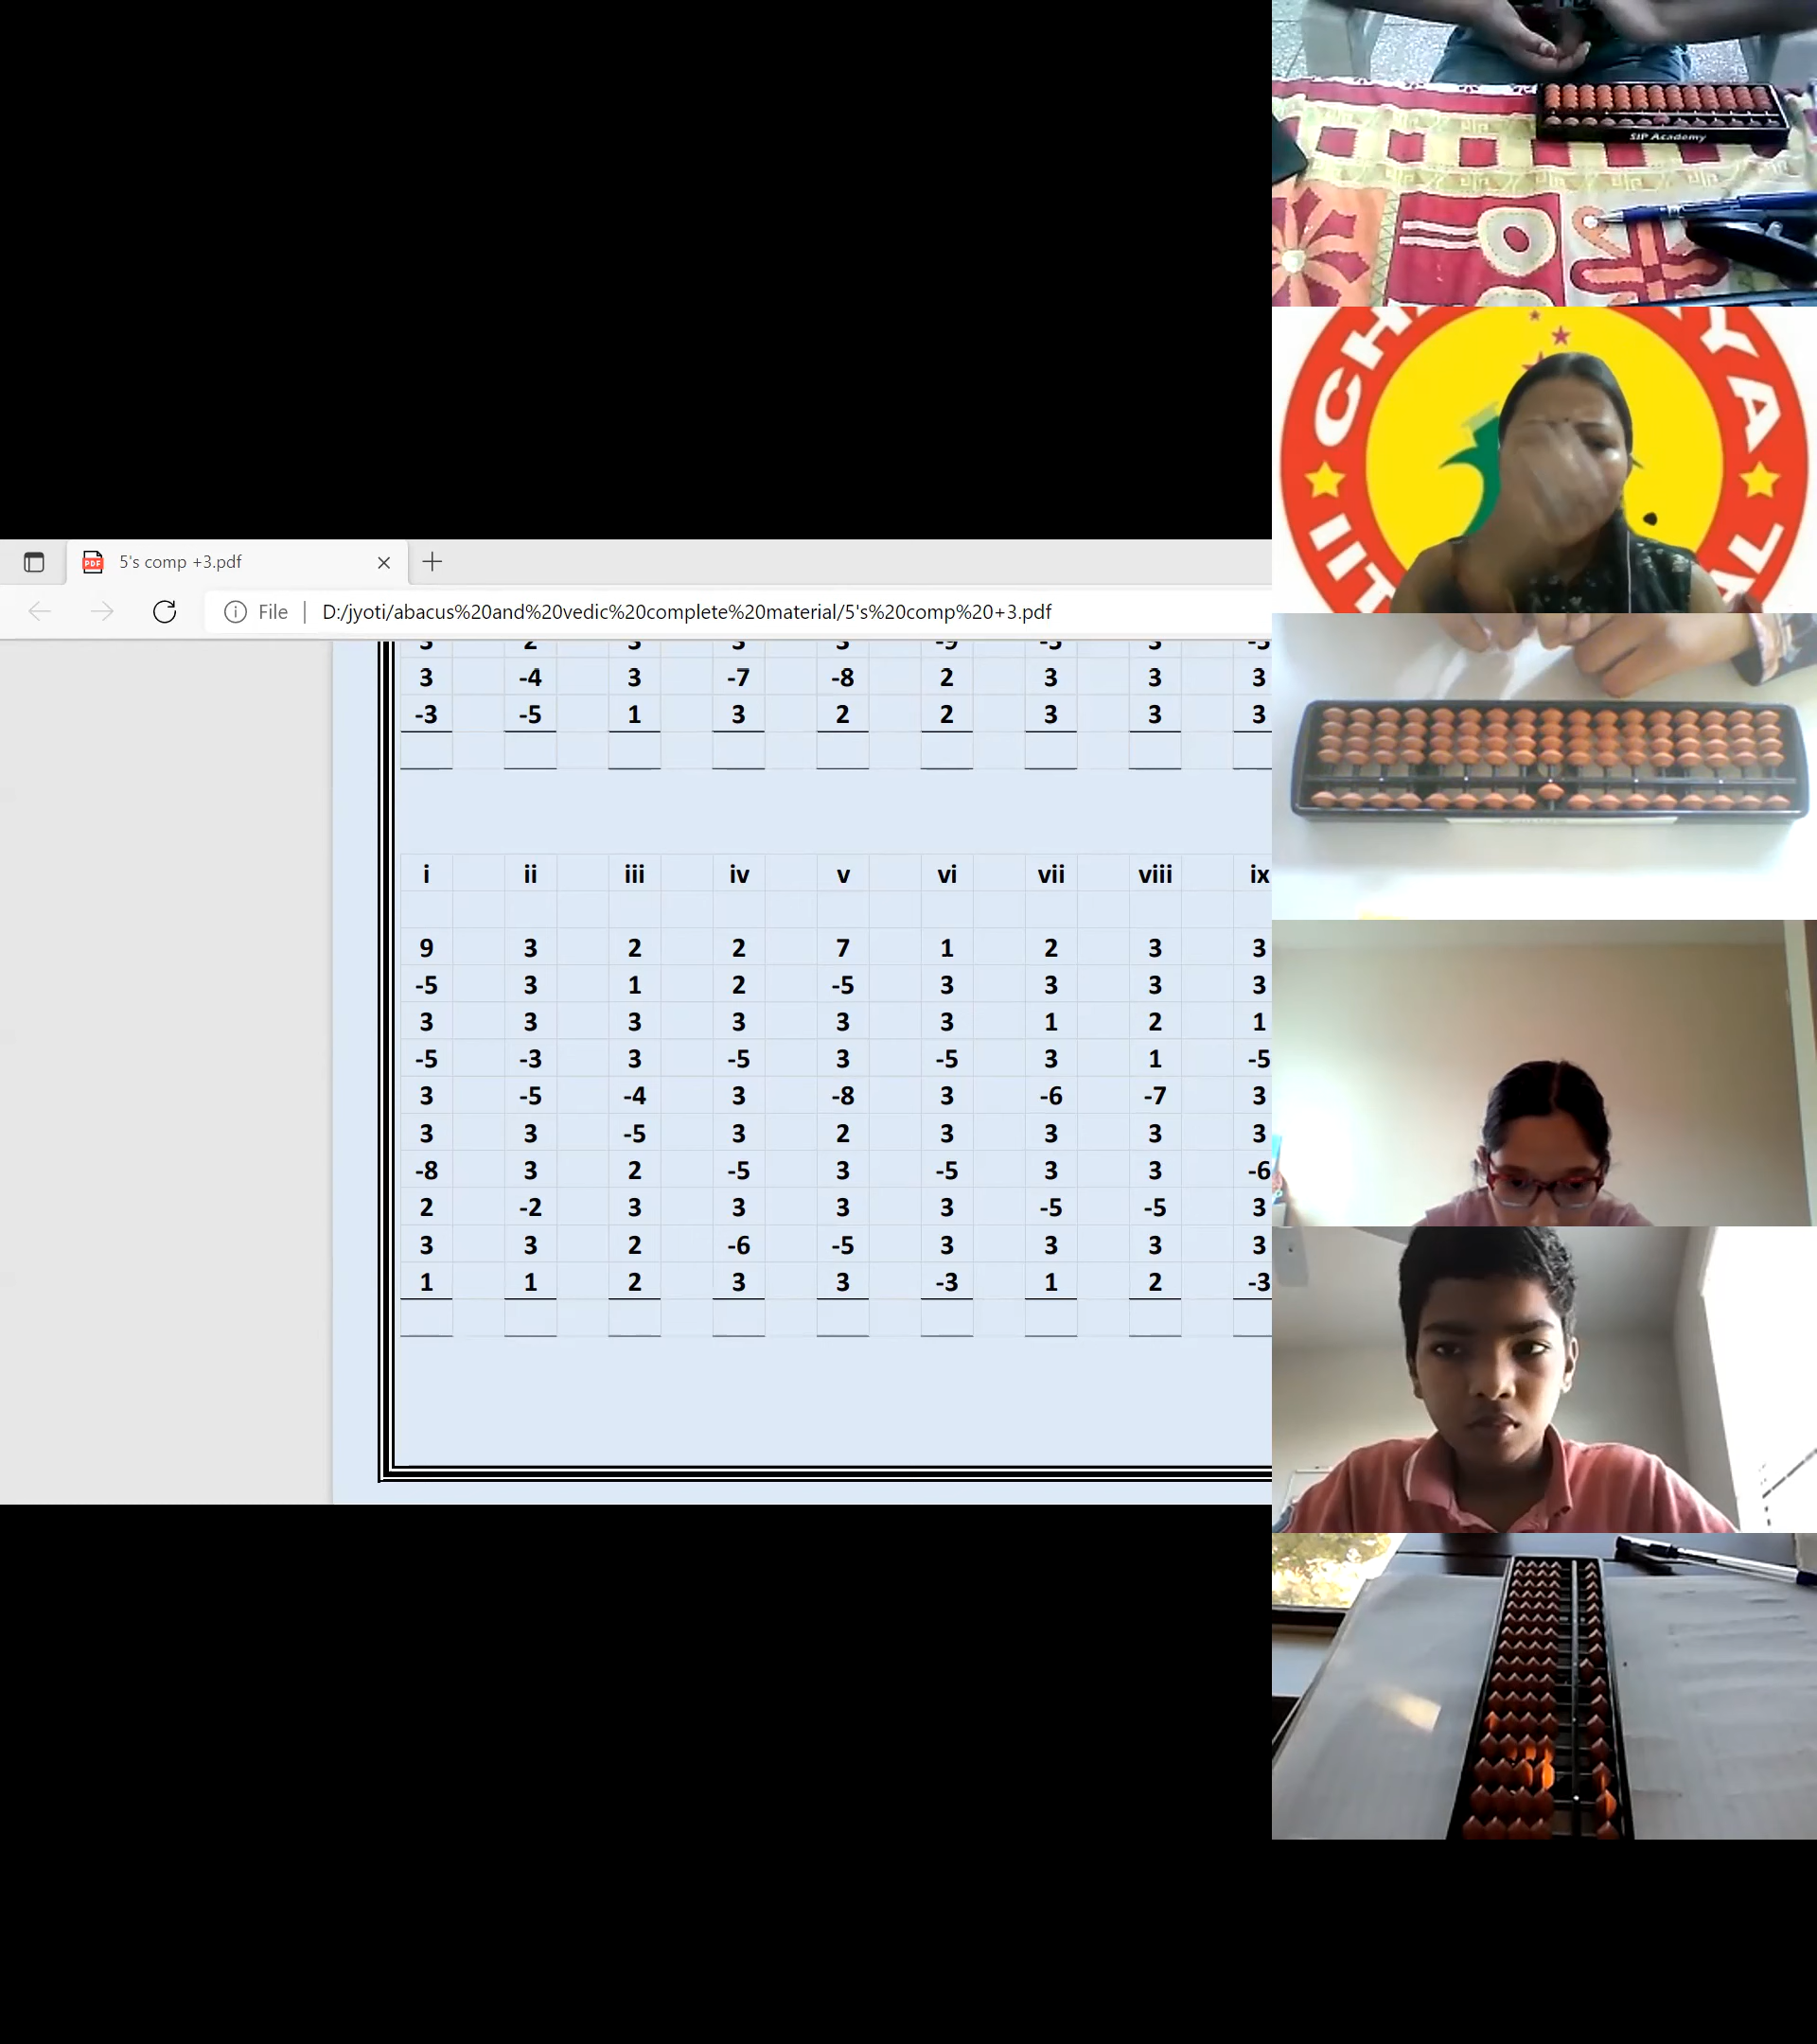 5's comp +3.pdf
File D:/jyoti/abacus%20and%20vedic%20complete%20material/5's%20comp%20+3.pdf
3 -4 3 -7 -8 2 3 3 3
-3 -5 1 3 2 2 3 3 3
i ii iii iv v vi vii viii ix
9 3 2 2 7 1 2 3 3
-5 3 1 2 -5 3 3 3 3
3 3 3 3 3 3 1 2 1
-5 -3 3 -5 3 -5 3 1 -5
3 -5 -4 3 -8 3 -6 -7 3
3 3 -5 3 2 3 3 3 3
-8 3 2 -5 3 -5 3 3 -6
2 -2 3 3 3 3 -5 -5 3
3 3 2 -6 -5 3 3 3 3
1 1 2 3 3 -3 1 2 -3
SIP Academy